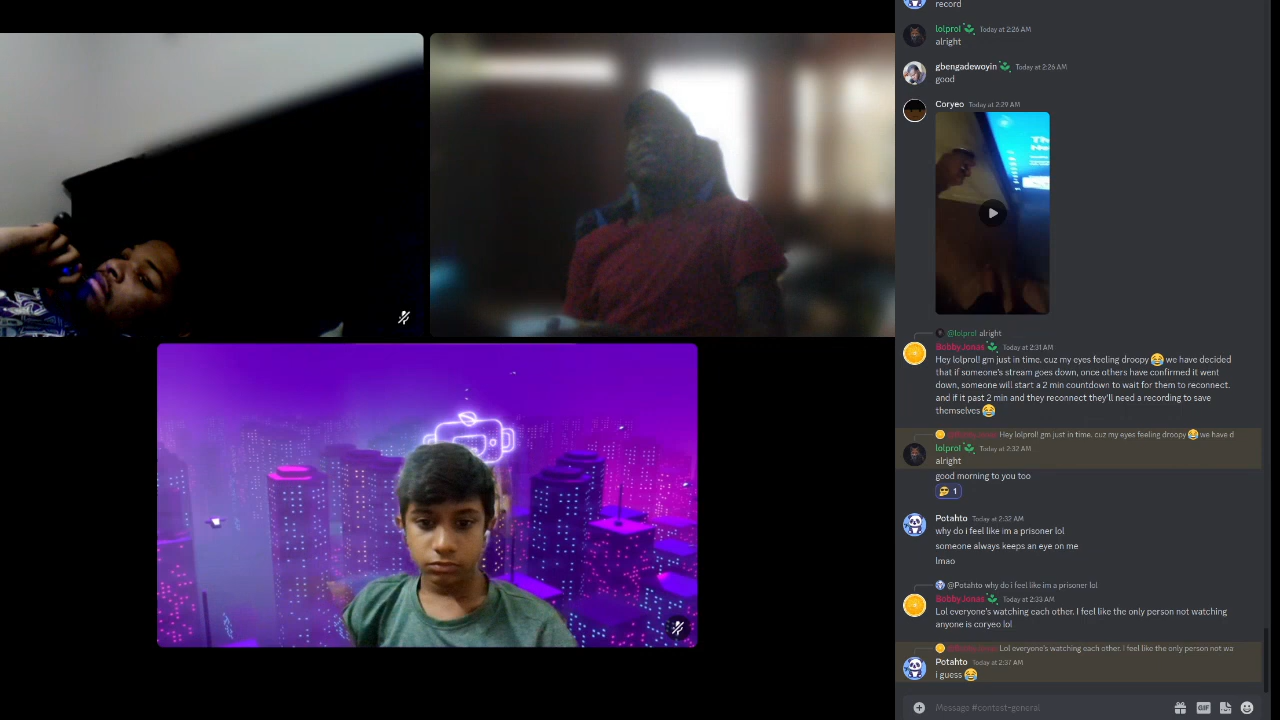 record
lolpro! Today at 2:26 AM
alright
gbengadewoyin Today at 2:26 AM
good
Coryeo Today at 2:29 AM
@lolpro! alright
BobbyJonas Today at 2:31 AM
Hey lolpro!! gm just in time. cuz my eyes feeling droopy 😂 we have decided
that if someone's stream goes down, once others have confirmed it went
down, someone will start a 2 min countdown to wait for them to reconnect.
and if it past 2 min and they reconnect they'll need a recording to save
themselves 😂
Hey lolpro!! gm just in time. cuz my eyes feeling droopy 😂 we have d
lolpro! Today at 2:32 AM
alright
good morning to you too
1
Potahto Today at 2:32 AM
why do i feel like im a prisoner lol
someone always keeps an eye on me
lmao
@Potahto why do i feel like im a prisoner lol
BobbyJonas Today at 2:33 AM
Lol everyone's watching each other. I feel like the only person not watching
anyone is coryeo lol
Lol everyone's watching each other. I feel like the only person not wa
Potahto Today at 2:37 AM
i guess 😂
Message #contest-general
GIF